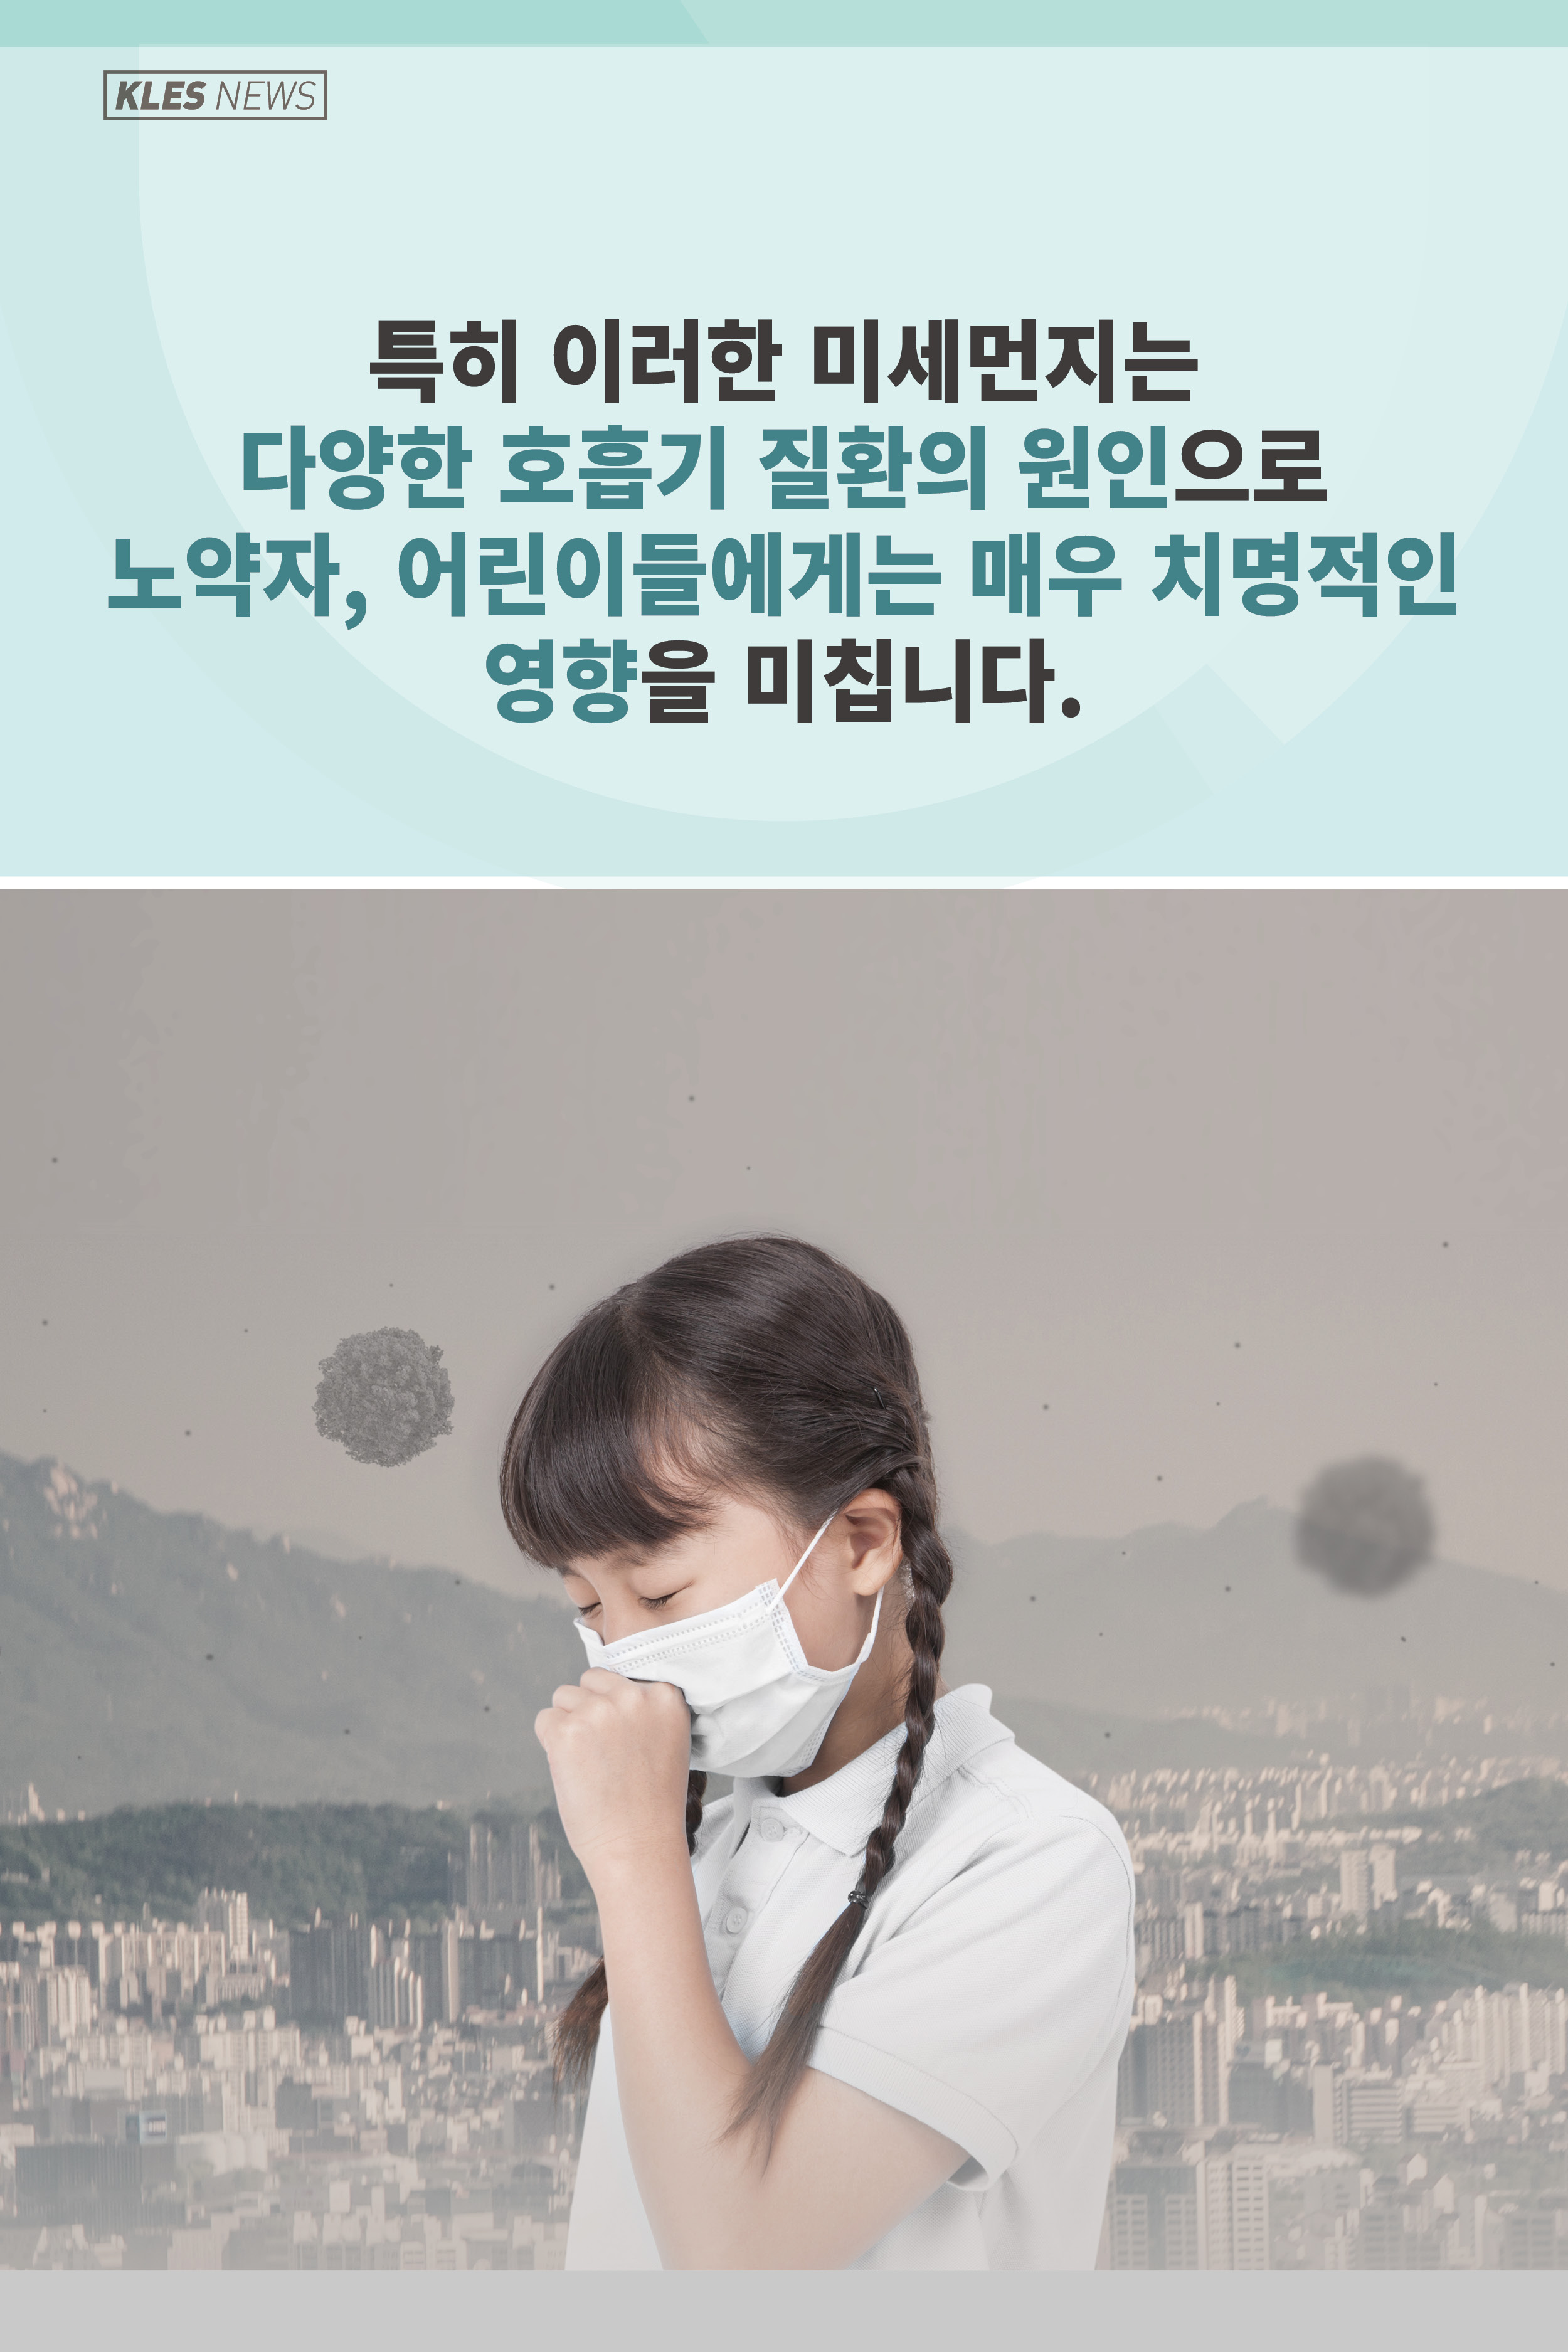 KLES NEWS
특히 이러한 미세먼지는
다양한 호흡기 질환의 원인으로
노약자, 어린이들에게는 매우 치명적인
영향을 미칩니다.